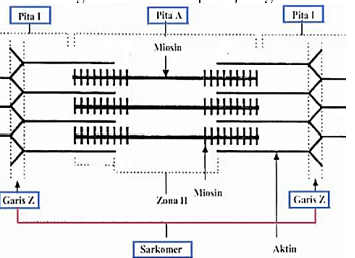 Pita I
Pita A
Pita I
Miosin
Miosin
Zona H
Garis Z
Garis Z
Sarkomer
Aktin